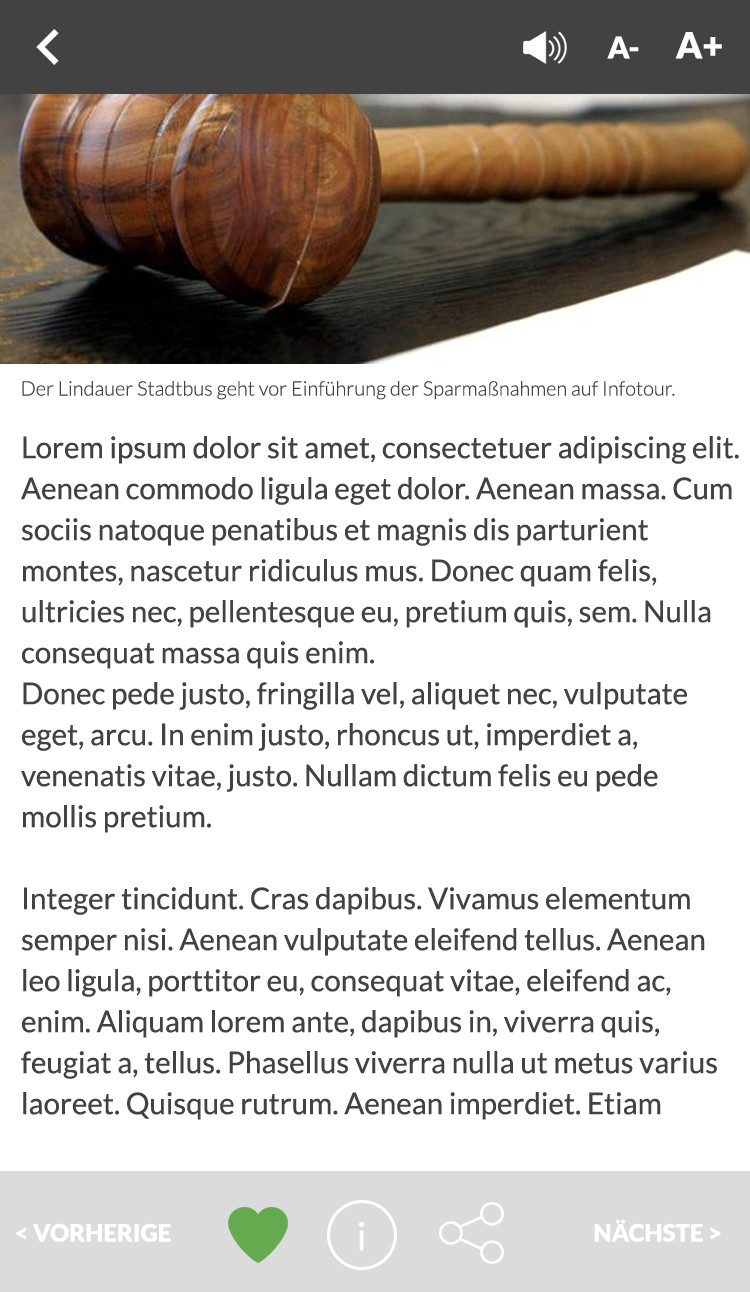 A-
A+
Der Lindauer Stadtbus geht vor Einführung der Sparmaßnahmen auf Infotour.
Lorem ipsum dolor sit amet, consectetuer adipiscing elit.
Aenean commodo ligula eget dolor. Aenean massa. Cum
sociis natoque penatibus et magnis dis parturient
montes, nascetur ridiculus mus. Donec quam felis,
ultricies nec, pellentesque eu, pretium quis, sem. Nulla
consequat massa quis enim.
Donec pede justo, fringilla vel, aliquet nec, vulputate
eget, arcu. In enim justo, rhoncus ut, imperdiet a,
venenatis vitae, justo. Nullam dictum felis eu pede
mollis pretium.
Integer tincidunt. Cras dapibus. Vivamus elementum
semper nisi. Aenean vulputate eleifend tellus. Aenean
leo ligula, porttitor eu, consequat vitae, eleifend ac,
enim. Aliquam lorem ante, dapibus in, viverra quis,
feugiat a, tellus. Phasellus viverra nulla ut metus varius
laoreet. Quisque rutrum. Aenean imperdiet. Etiam
< VORHERIGE
i
NÄCHSTE >